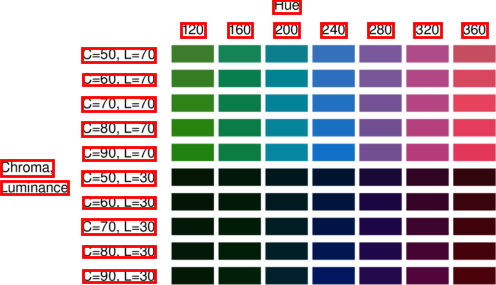 Hue
120 160 200 240 280 320 360
C=50, L=70
C=60, L=70
C=70, L=70
C=80, L=70
C=90, L=70
Chroma,
Luminance
C=50, L=30
C=60, L=30
C=70, L=30
C=80, L=30
C=90, L=30